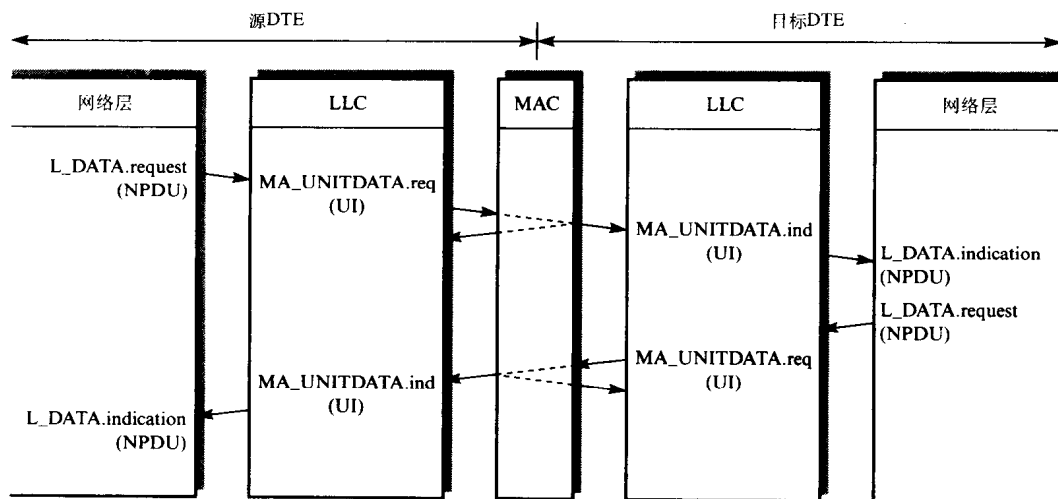 源DTE
目标DTE
网络层
LLC
MAC
LLC
网络层
L_DATA.request
(NPDU)
MA_UNITDATA.req
(UI)
MA_UNITDATA.ind
(UI)
L_DATA.indication
(NPDU)
L_DATA.request
(NPDU)
MA_UNITDATA.req
(UI)
MA_UNITDATA.ind
(UI)
L_DATA.indication
(NPDU)